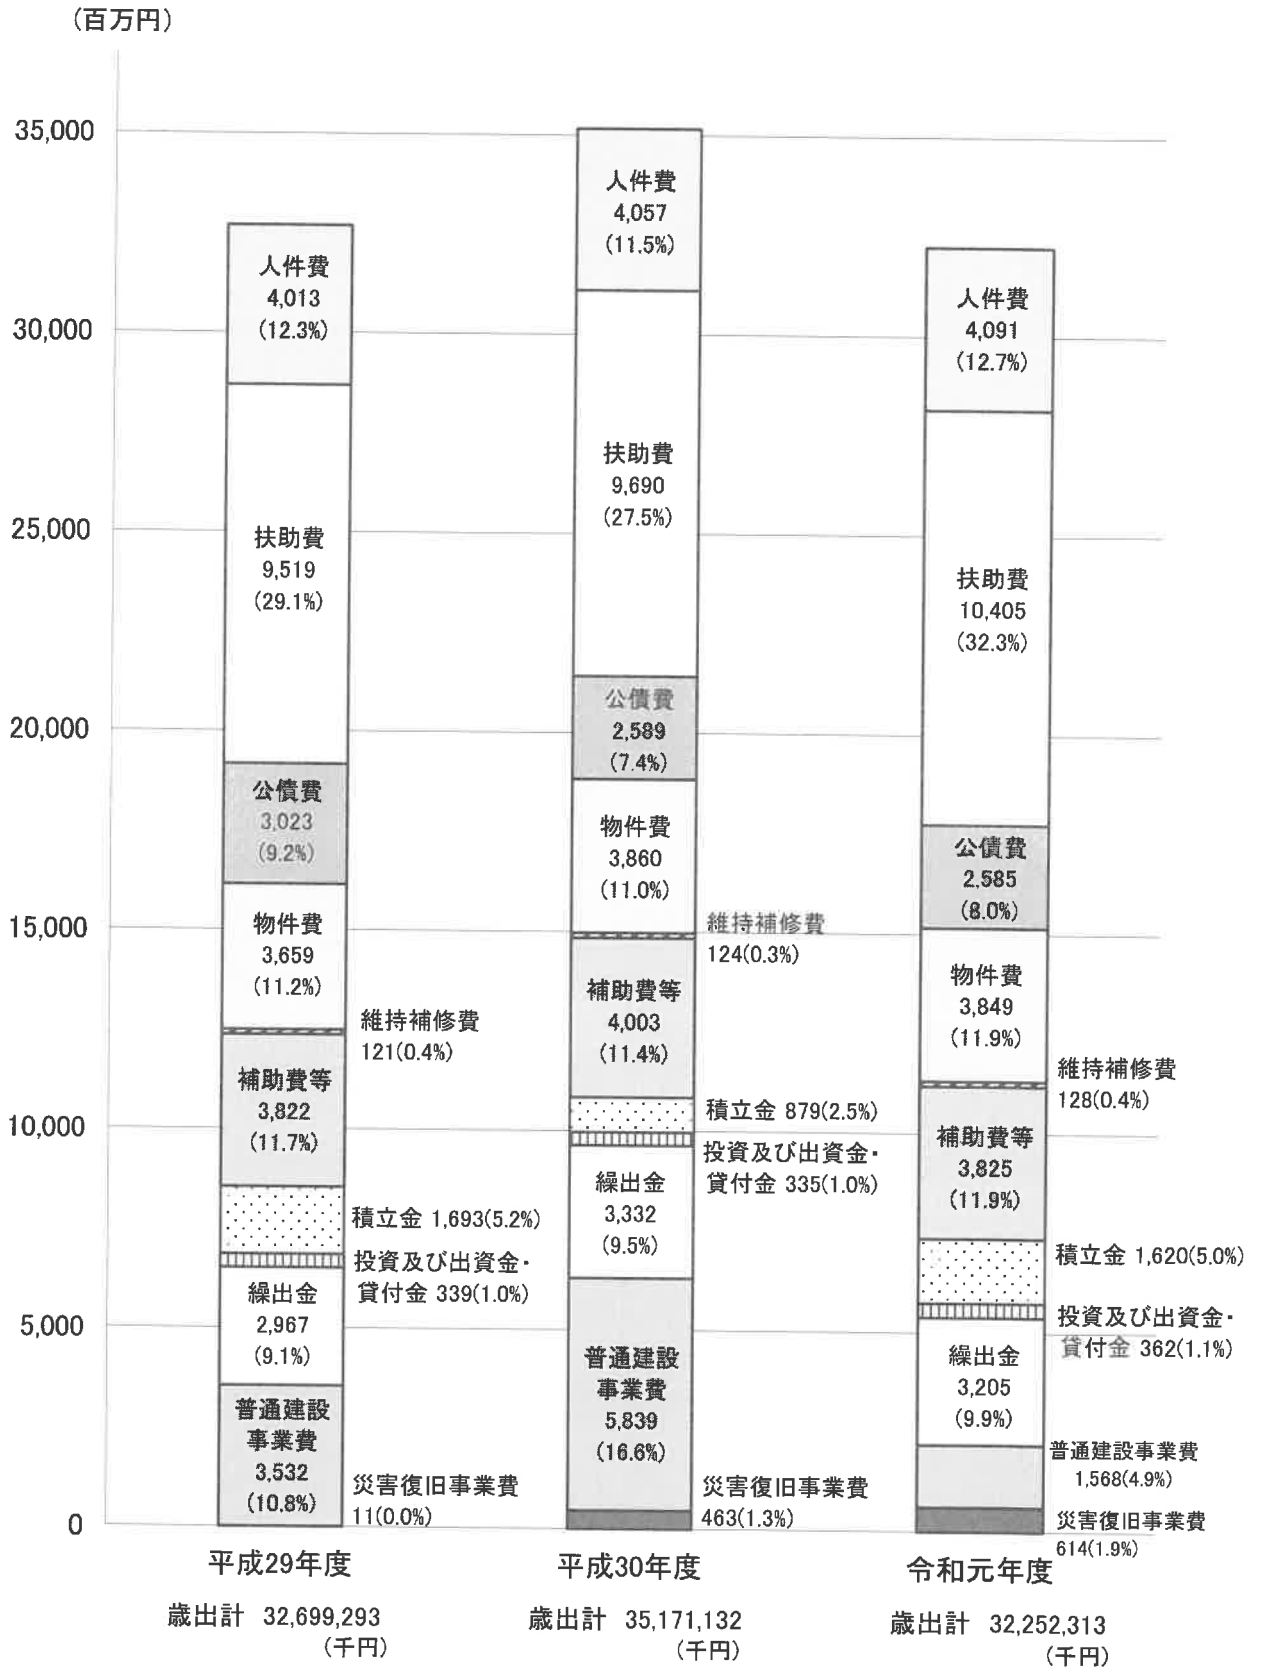 （百万円）
35,000
30,000
25,000
20,000
15,000
10,000
5,000
0
人件費
4,013
(12.3%)
扶助費
9,519
(29.1%)
公債費
3,023
(9.2%)
物件費
3,659
(11.2%)
維持補修費
121(0.4%)
補助費等
3,822
(11.7%)
積立金 1,693(5.2%)
投資及び出資金・
貸付金 339(1.0%)
繰出金
2,967
(9.1%)
普通建設
事業費
3,532
(10.8%)
災害復旧事業費
11(0.0%)
平成29年度
歳出計 32,699,293
（千円）
人件費
4,057
(11.5%)
扶助費
9,690
(27.5%)
公債費
2,589
(7.4%)
物件費
3,860
(11.0%)
維持補修費
124(0.3%)
補助費等
4,003
(11.4%)
積立金 879(2.5%)
投資及び出資金・
貸付金 335(1.0%)
繰出金
3,332
(9.5%)
普通建設
事業費
5,839
(16.6%)
災害復旧事業費
463(1.3%)
平成30年度
歳出計 35,171,132
（千円）
人件費
4,091
(12.7%)
扶助費
10,405
(32.3%)
公債費
2,585
(8.0%)
物件費
3,849
(11.9%)
維持補修費
128(0.4%)
補助費等
3,825
(11.9%)
積立金 1,620(5.0%)
投資及び出資金・
貸付金 362(1.1%)
繰出金
3,205
(9.9%)
普通建設事業費
1,568(4.9%)
災害復旧事業費
614(1.9%)
令和元年度
歳出計 32,252,313
（千円）